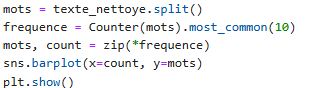 mots = texte_nettoye.split()
frequence = Counter(mots).most_common(10)
mots, count = zip(*frequence)
sns.barplot(x=count, y=mots)
plt.show()